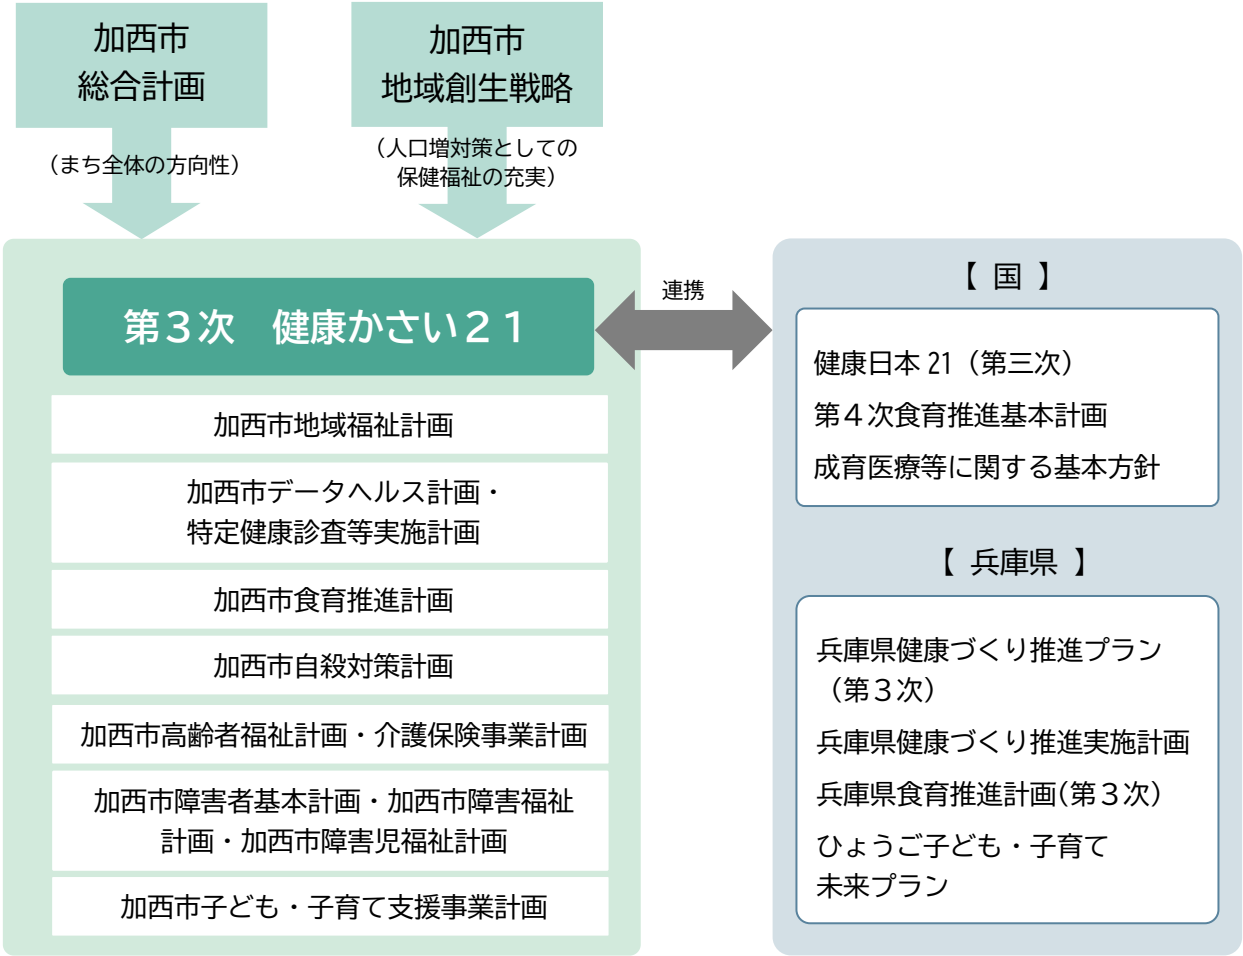 加西市
総合計画
（まち全体の方向性）
加西市
地域創生戦略
（人口増対策としての
保健福祉の充実）
第３次　健康かさい２１
加西市地域福祉計画
加西市データヘルス計画・
特定健康診査等実施計画
加西市食育推進計画
加西市自殺対策計画
加西市高齢者福祉計画・介護保険事業計画
加西市障害者基本計画・加西市障害福祉
計画・加西市障害児福祉計画
加西市子ども・子育て支援事業計画
連携
【 国 】
健康日本 21（第三次）
第４次食育推進基本計画
成育医療等に関する基本方針
【 兵庫県 】
兵庫県健康づくり推進プラン
（第３次）
兵庫県健康づくり推進実施計画
兵庫県食育推進計画(第３次）
ひょうご子ども・子育て
未来プラン